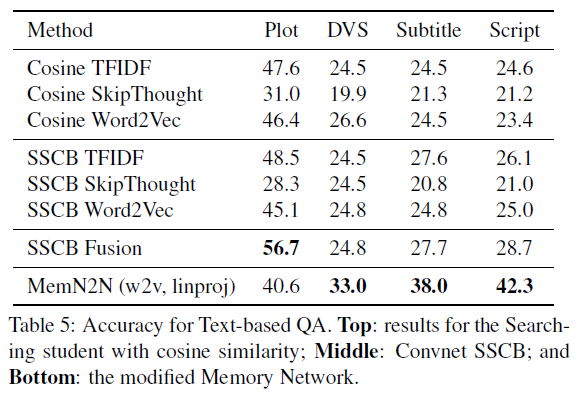 Method Plot DVS Subtitle Script
Cosine TFIDF 47.6 24.5 24.5 24.6
Cosine SkipThought 31.0 19.9 21.3 21.2
Cosine Word2Vec 46.4 26.6 24.5 23.4
SSCB TFIDF 48.5 24.5 27.6 26.1
SSCB SkipThought 28.3 24.5 20.8 21.0
SSCB Word2Vec 45.1 24.8 24.8 25.0
SSCB Fusion 56.7 24.8 27.7 28.7
MemN2N (w2v, linproj) 40.6 33.0 38.0 42.3
Table 5: Accuracy for Text-based QA. Top: results for the Search-
ing student with cosine similarity; Middle: Convnet SSCB; and
Bottom: the modified Memory Network.